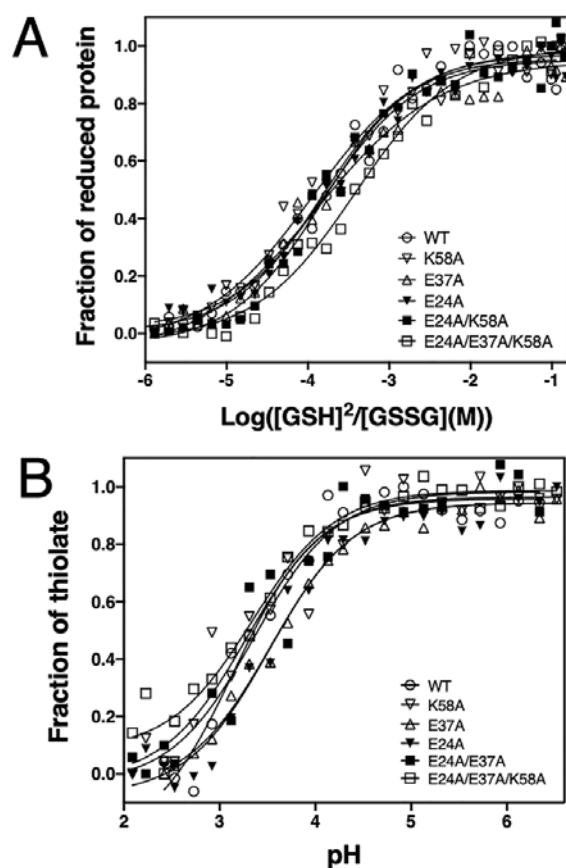 A
Fraction of reduced protein
1.0
0.8
0.6
0.4
0.2
0.0
WT
K58A
E37A
E24A
E24A/K58A
E24A/E37A/K58A
-6 -5 -4 -3 -2 -1
Log([GSH]²/[GSSG](M))
B
Fraction of thiolate
1.0
0.8
0.6
0.4
0.2
0.0
WT
K58A
E37A
E24A
E24A/E37A
E24A/E37A/K58A
2 3 4 5 6
pH